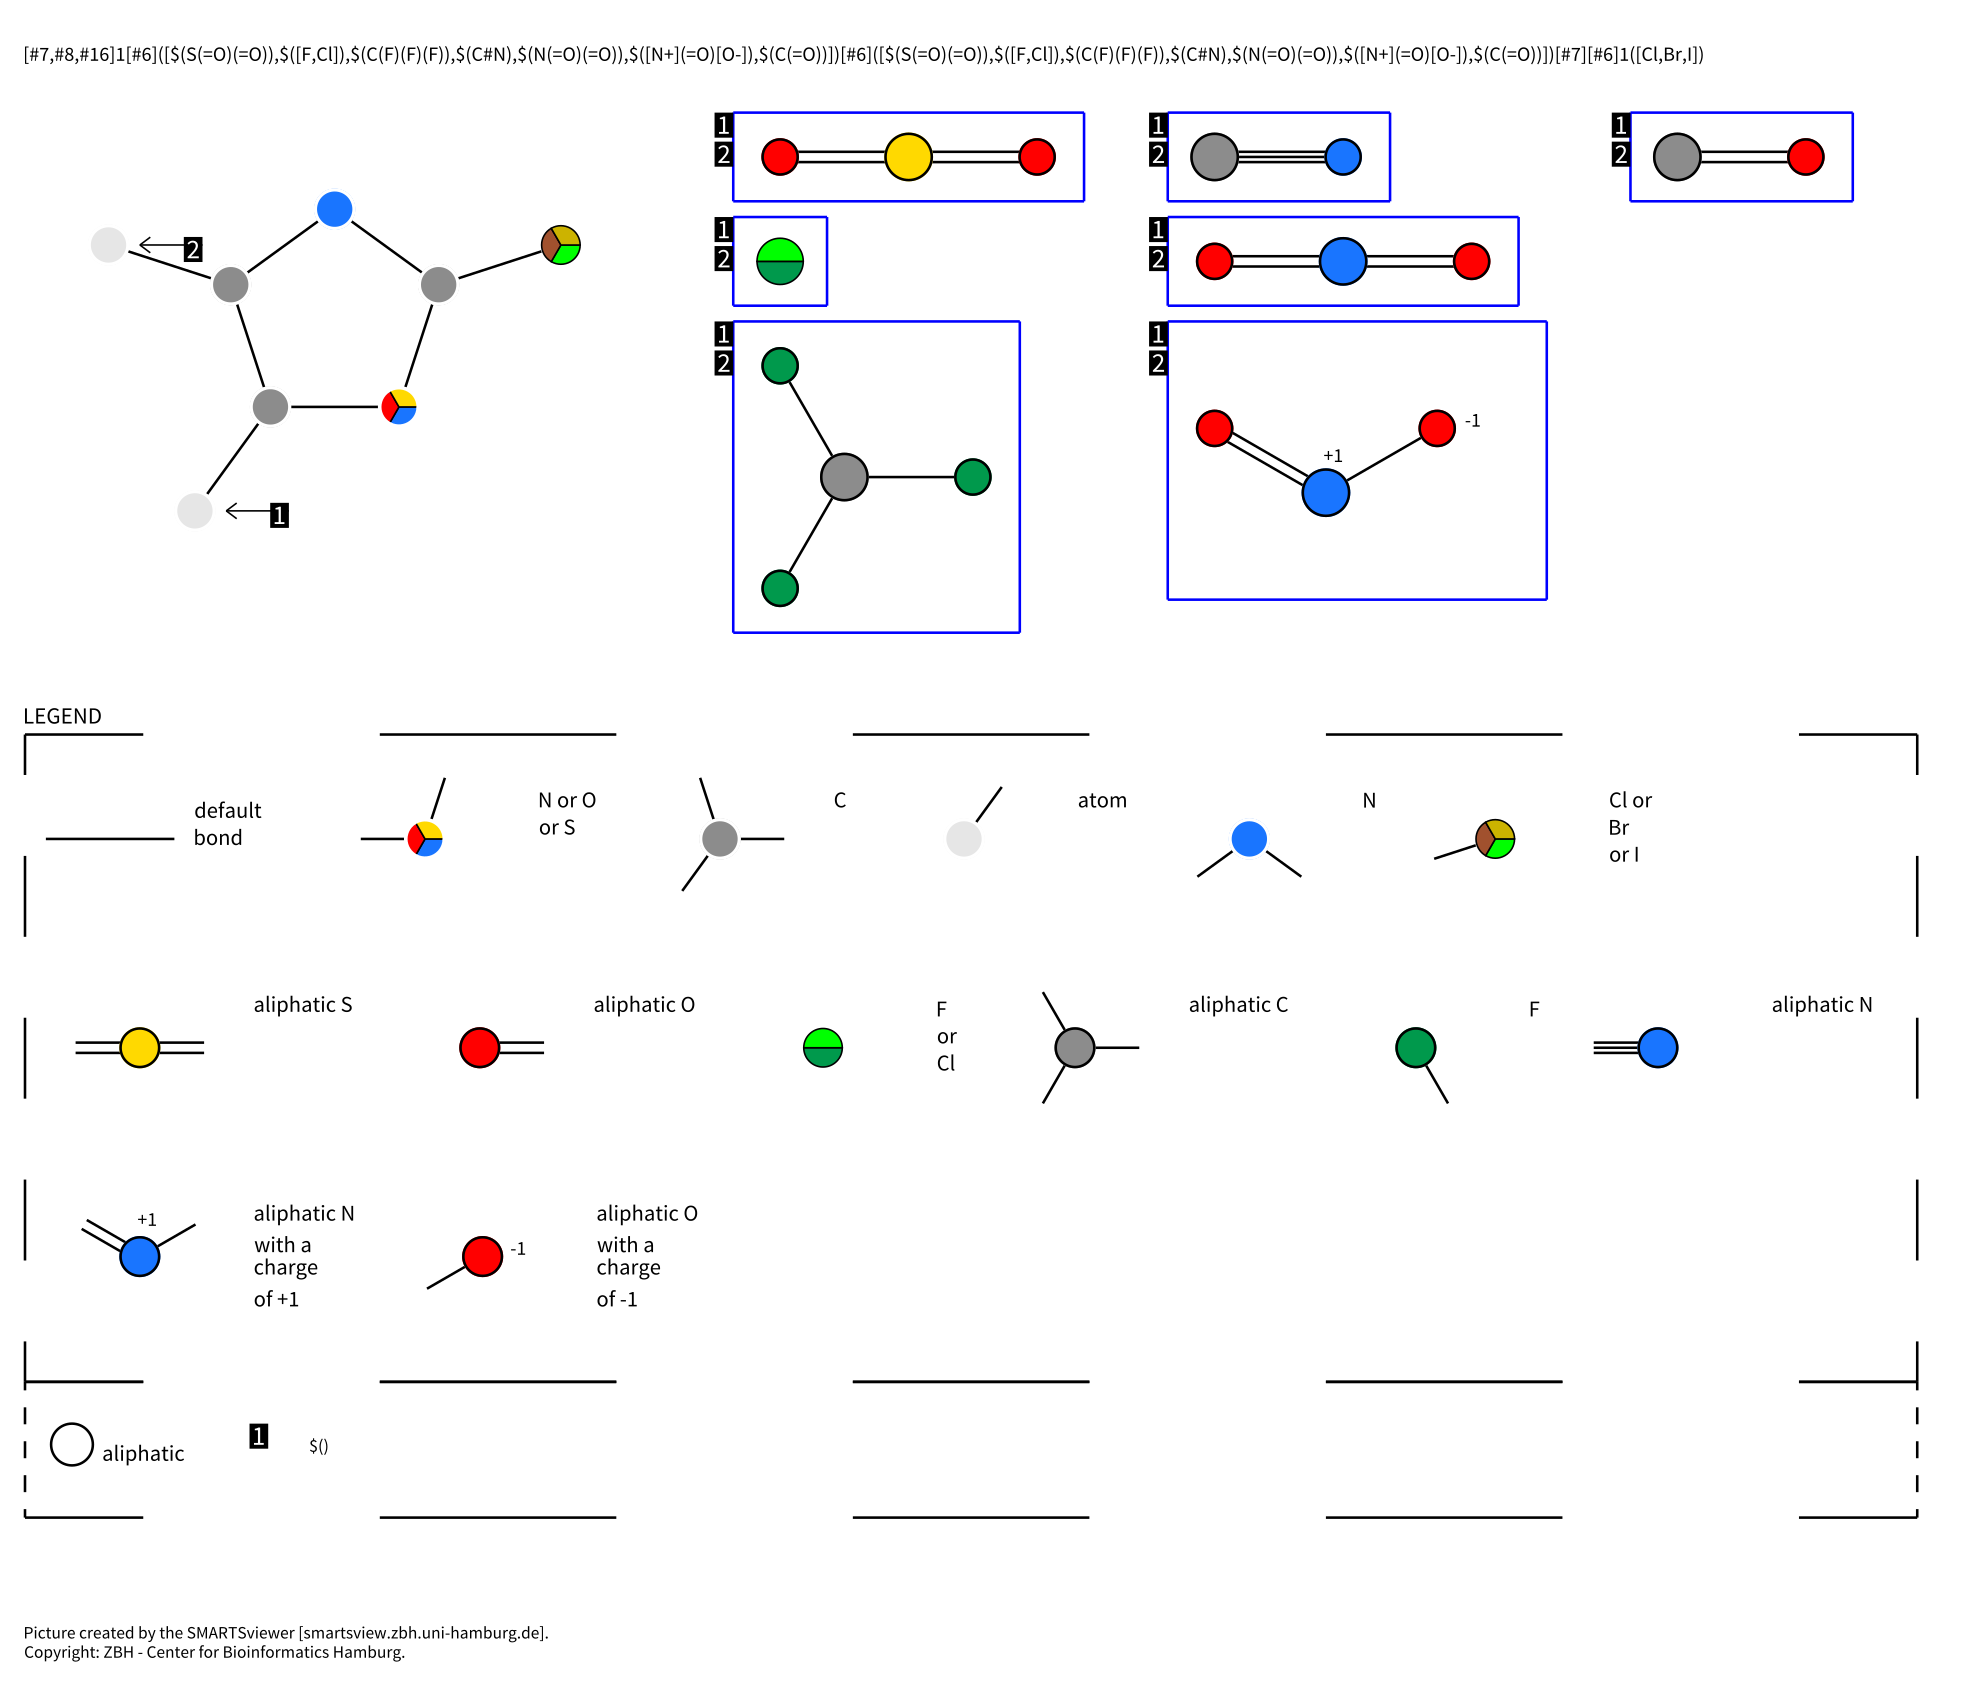 [#7,#8,#16]1[#6]([$(S(=O)(=O)),$([F,Cl]),$(C(F)(F)(F)),$(C#N),$(N(=O)(=O)),$([N+](=O)[O-]),$(C(=O))])[#6]([$(S(=O)(=O)),$([F,Cl]),$(C(F)(F)(F)),$(C#N),$(N(=O)(=O)),$([N+](=O)[O-]),$(C(=O))])[#7][#6]1([Cl,Br,I])
1 1 1
2 2 2
2
1 1
2 2
1 1
2 2
-1
+1
1
LEGEND
default
bond
N or O
or S
C
atom
N
Cl or
Br
or I
aliphatic S
aliphatic O
F
or
Cl
aliphatic C
F
aliphatic N
+1
aliphatic N
with a
charge
of +1
-1
aliphatic O
with a
charge
of -1
aliphatic
1
$()
Picture created by the SMARTSviewer [smartsview.zbh.uni-hamburg.de].
Copyright: ZBH - Center for Bioinformatics Hamburg.